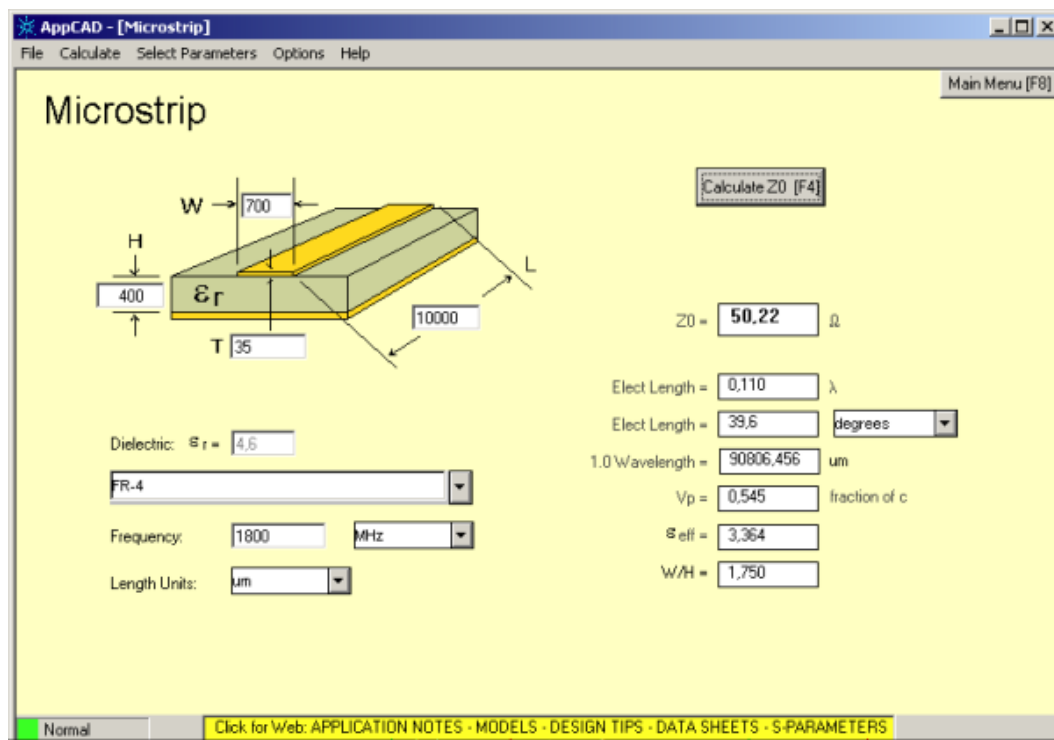 AppCAD - [Microstrip]
File Calculate Select Parameters Options Help
Main Menu [F8]
Microstrip
Calculate Z0 [F4]
W 700
H
400
εr
L
10000
T 35
Z0 = 50,22 Ω
Elect Length = 0,110 λ
Elect Length = 39,6 degrees
1.0 Wavelength = 90806,456 um
Vp = 0,545 fraction of c
εeff = 3,364
W/H = 1,750
Dielectric: εr = 4,6
FR-4
Frequency: 1800 MHz
Length Units: um
Normal
Click for Web: APPLICATION NOTES - MODELS - DESIGN TIPS - DATA SHEETS - S-PARAMETERS